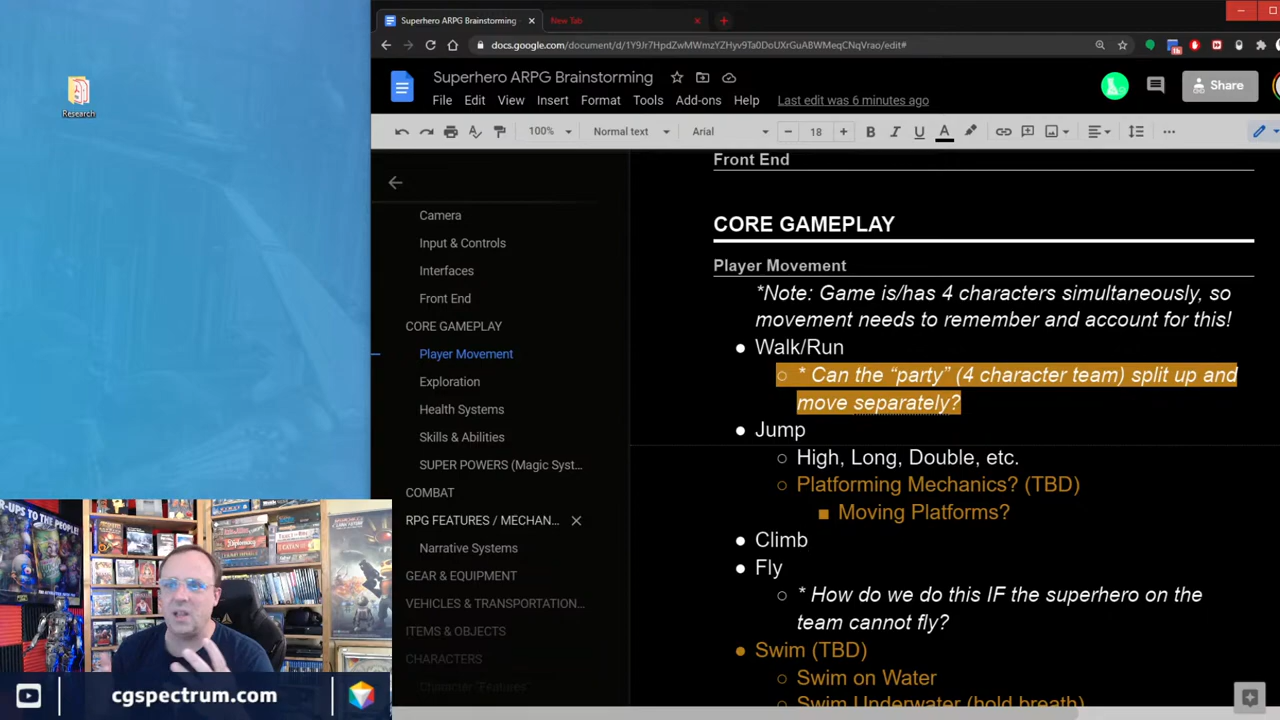 Superhero ARPG Brainstorming
New Tab
docs.google.com/document/d/1Y9Jr7HpdZwMWmzYZHyv9Ta0DoUXrGuABWMeqCNqVrao/edit#
Superhero ARPG Brainstorming
File Edit View Insert Format Tools Add-ons Help Last edit was 6 minutes ago
Share
100% Normal text Arial 18 B I U A
Research
Camera
Input & Controls
Interfaces
Front End
CORE GAMEPLAY
Player Movement
Exploration
Health Systems
Skills & Abilities
SUPER POWERS (Magic Syst...
COMBAT
RPG FEATURES / MECHAN...
Narrative Systems
GEAR & EQUIPMENT
VEHICLES & TRANSPORTATION...
ITEMS & OBJECTS
CHARACTERS
Character "Features"
Front End
CORE GAMEPLAY
Player Movement
*Note: Game is/has 4 characters simultaneously, so
movement needs to remember and account for this!
● Walk/Run
○ * Can the “party” (4 character team) split up and
move separately?
● Jump
○ High, Long, Double, etc.
○ Platforming Mechanics? (TBD)
■ Moving Platforms?
● Climb
● Fly
○ * How do we do this IF the superhero on the
team cannot fly?
● Swim (TBD)
○ Swim on Water
○ Swim Underwater (hold breath)
cgspectrum.com